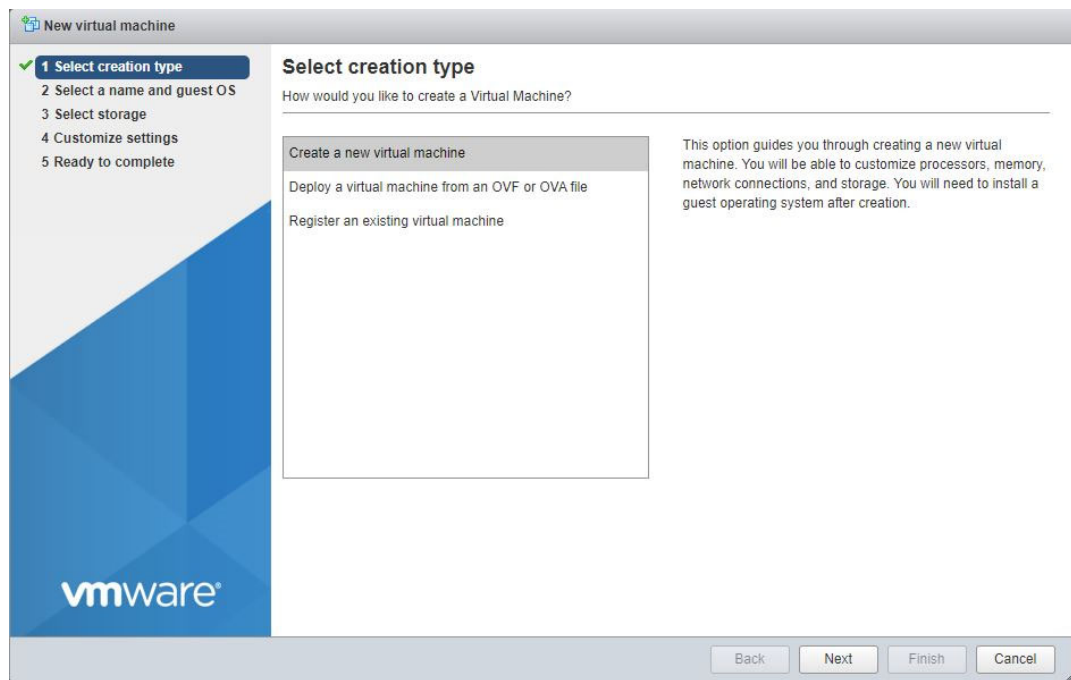 New virtual machine
1 Select creation type
2 Select a name and guest OS
3 Select storage
4 Customize settings
5 Ready to complete
Select creation type
How would you like to create a Virtual Machine?
Create a new virtual machine
Deploy a virtual machine from an OVF or OVA file
Register an existing virtual machine
This option guides you through creating a new virtual
machine. You will be able to customize processors, memory,
network connections, and storage. You will need to install a
guest operating system after creation.
vmware®
Back
Next
Finish
Cancel